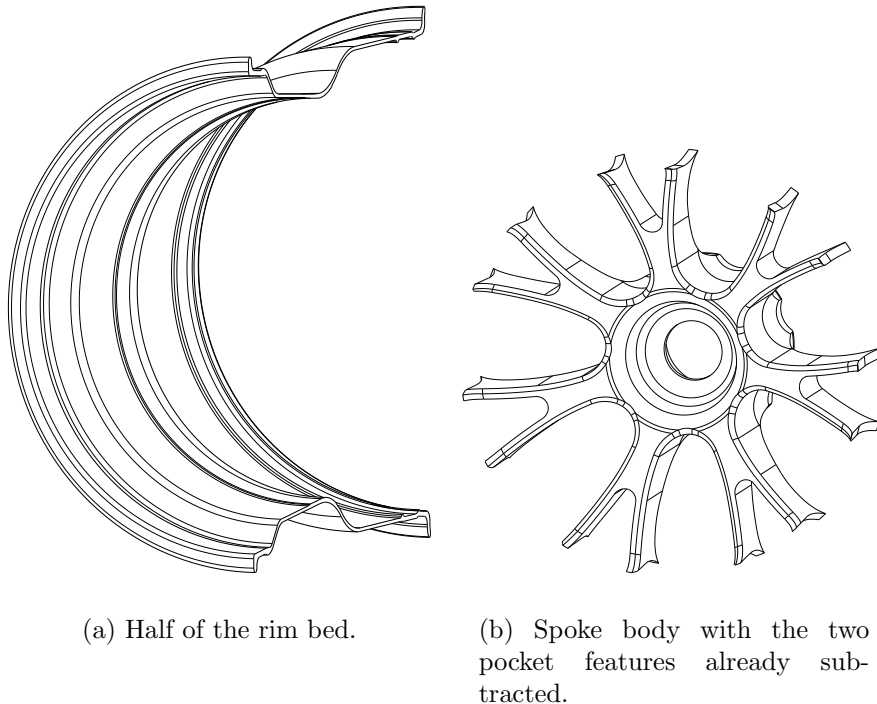 (a) Half of the rim bed.
(b) Spoke body with the two
pocket features already sub-
tracted.